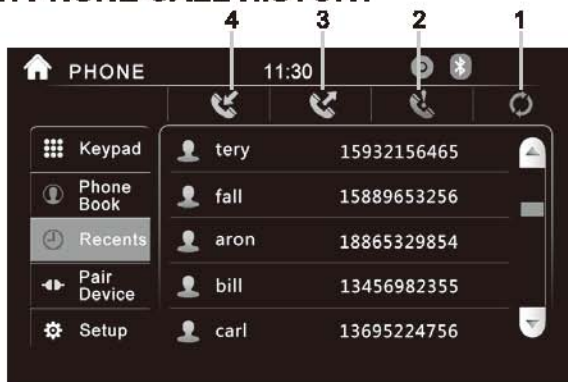 PHONE CALL HISTORY
4 3 2 1
PHONE 11:30
Keypad
Phone
Book
Recents
Pair
Device
Setup
tery 15932156465
fall 15889653256
aron 18865329854
bill 13456982355
carl 13695224756